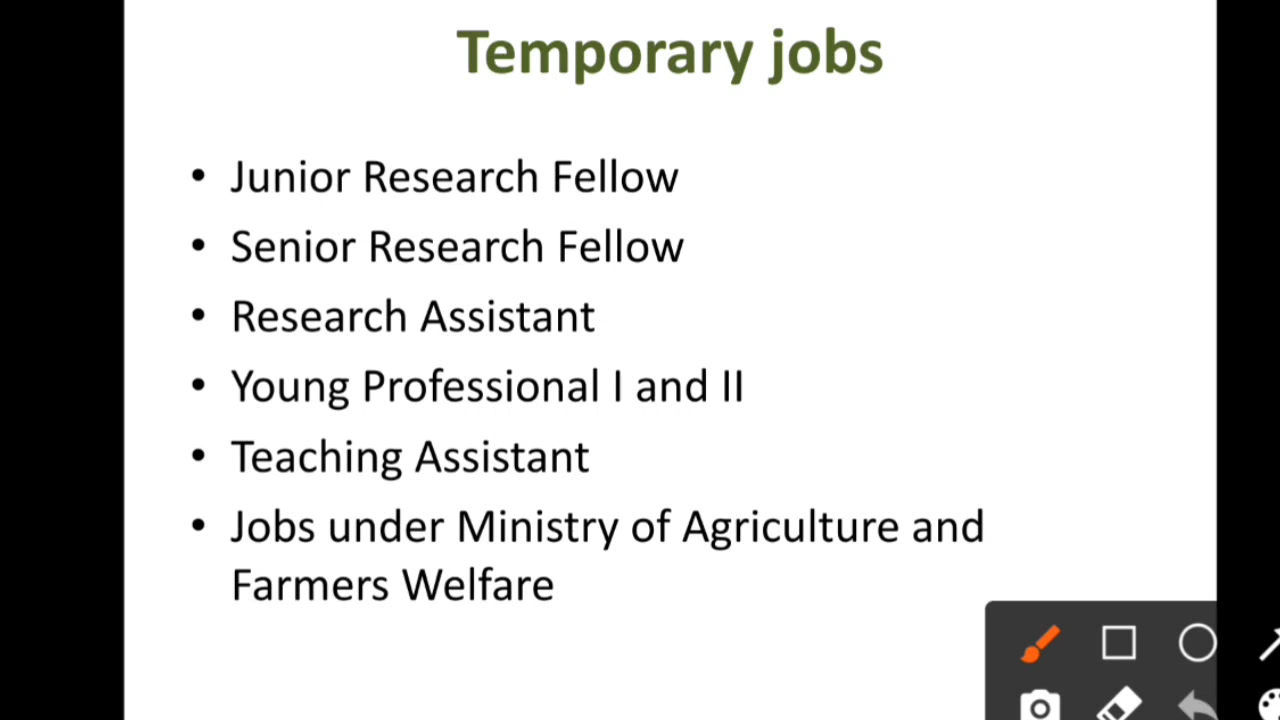 Temporary jobs
• Junior Research Fellow
• Senior Research Fellow
• Research Assistant
• Young Professional I and II
• Teaching Assistant
• Jobs under Ministry of Agriculture and
Farmers Welfare